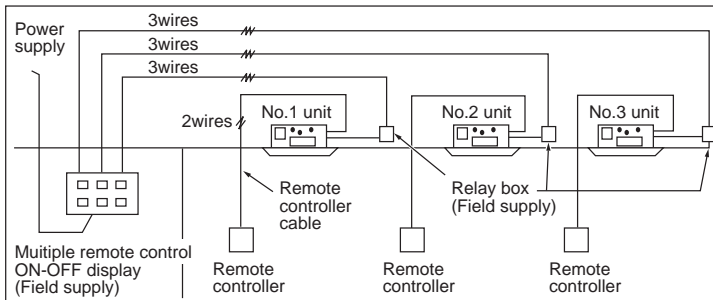 Power
supply
3wires
3wires
3wires
2wires
No.1 unit
No.2 unit
No.3 unit
Remote
controller
cable
Relay box
(Field supply)
Muitiple remote control
ON-OFF display
(Field supply)
Remote
controller
Remote
controller
Remote
controller